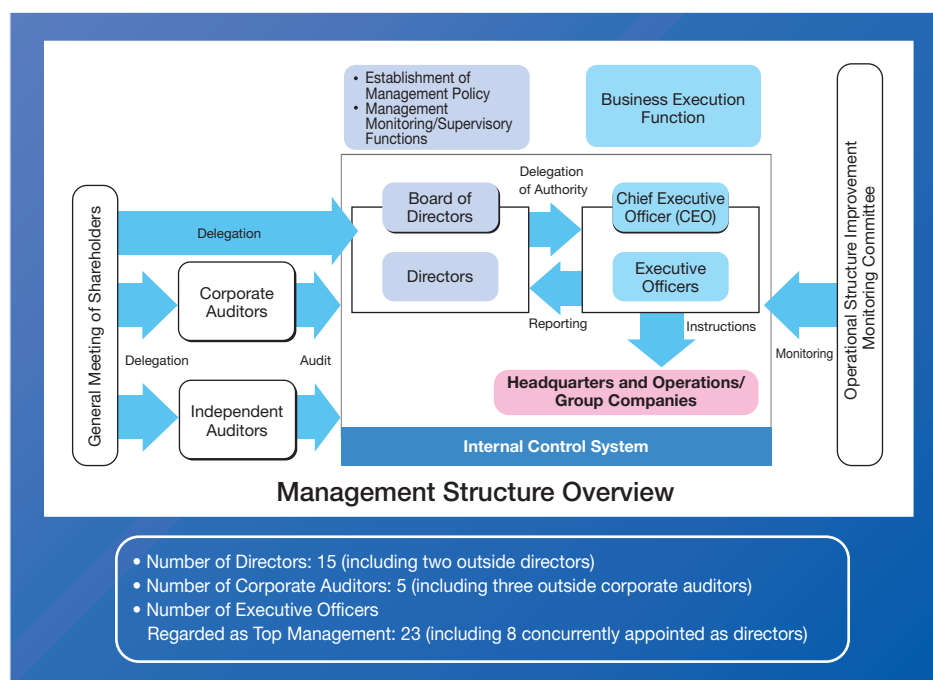 • Establishment of
Management Policy
• Management
Monitoring/Supervisory
Functions
Business Execution
Function
General Meeting of Shareholders
Delegation
Corporate
Auditors
Delegation
Audit
Independent
Auditors
Board of
Directors
Directors
Delegation
of Authority
Reporting
Chief Executive
Officer (CEO)
Executive
Officers
Instructions
Headquarters and Operations/
Group Companies
Internal Control System
Monitoring
Operational Structure Improvement
Monitoring Committee
Management Structure Overview
• Number of Directors: 15 (including two outside directors)
• Number of Corporate Auditors: 5 (including three outside corporate auditors)
• Number of Executive Officers
Regarded as Top Management: 23 (including 8 concurrently appointed as directors)